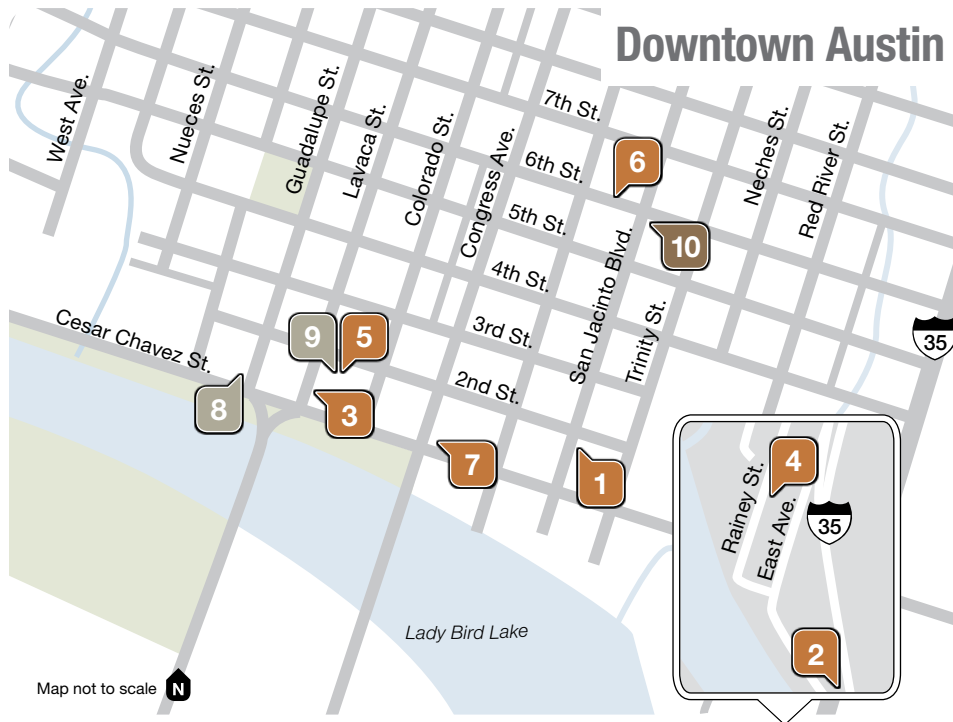 Downtown Austin
West Ave.
Nueces St.
Guadalupe St.
Lavaca St.
Colorado St.
Congress Ave.
7th St.
6th St.
5th St.
4th St.
3rd St.
2nd St.
San Jacinto Blvd.
Trinity St.
Neches St.
Red River St.
Cesar Chavez St.
6
10
9
5
8
3
7
1
35
Rainey St.
4
East Ave.
35
2
Lady Bird Lake
Map not to scale N